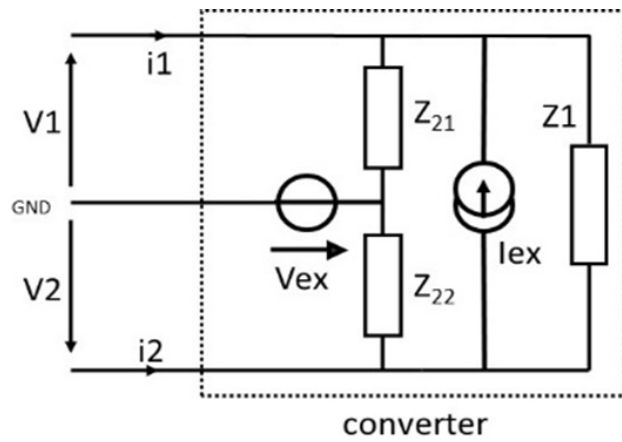 i1
V1
Z₂₁
Z1
GND
Vex
Iex
V2
Z₂₂
i2
converter